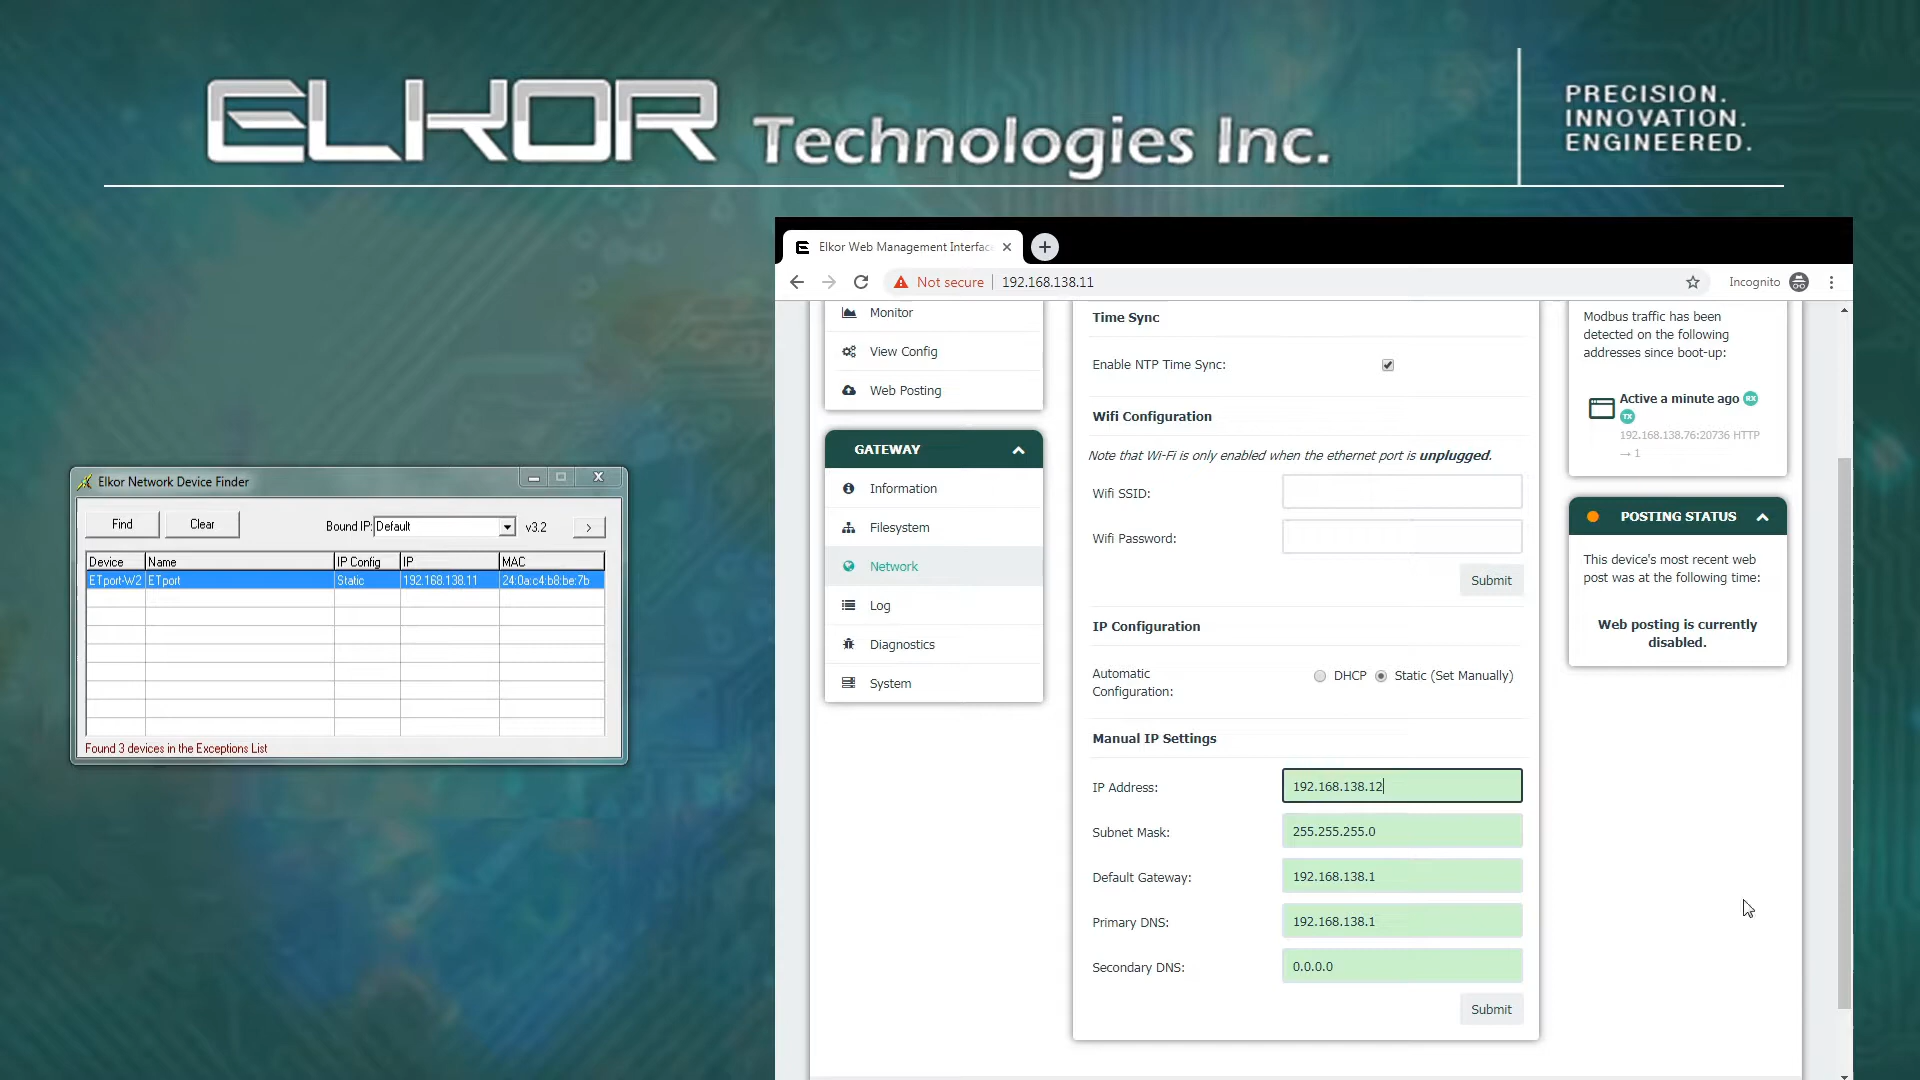 ELKOR Technologies Inc.
PRECISION.
INNOVATION.
ENGINEERED.
Elkor Network Device Finder
Find
Clear
Bound IP:
Default
v3.2
>
Device
Name
IP Config
IP
MAC
ETport-W2
ETport
Static
192.168.138.11
24:0a:c4:b8:be:7b
Found 3 devices in the Exceptions List
Elkor Web Management Interfac
Not secure
192.168.138.11
Incognito
Monitor
View Config
Web Posting
GATEWAY
Information
Filesystem
Network
Log
Diagnostics
System
Time Sync
Enable NTP Time Sync:
Wifi Configuration
Note that Wi-Fi is only enabled when the ethernet port is unplugged.
Wifi SSID:
Wifi Password:
Submit
IP Configuration
Automatic
Configuration:
DHCP
Static (Set Manually)
Manual IP Settings
IP Address:
192.168.138.12
Subnet Mask:
255.255.255.0
Default Gateway:
192.168.138.1
Primary DNS:
192.168.138.1
Secondary DNS:
0.0.0.0
Submit
Modbus traffic has been
detected on the following
addresses since boot-up:
Active a minute ago RX
TX
192.168.138.76:20736 HTTP
→ 1
POSTING STATUS
This device's most recent web
post was at the following time:
Web posting is currently
disabled.